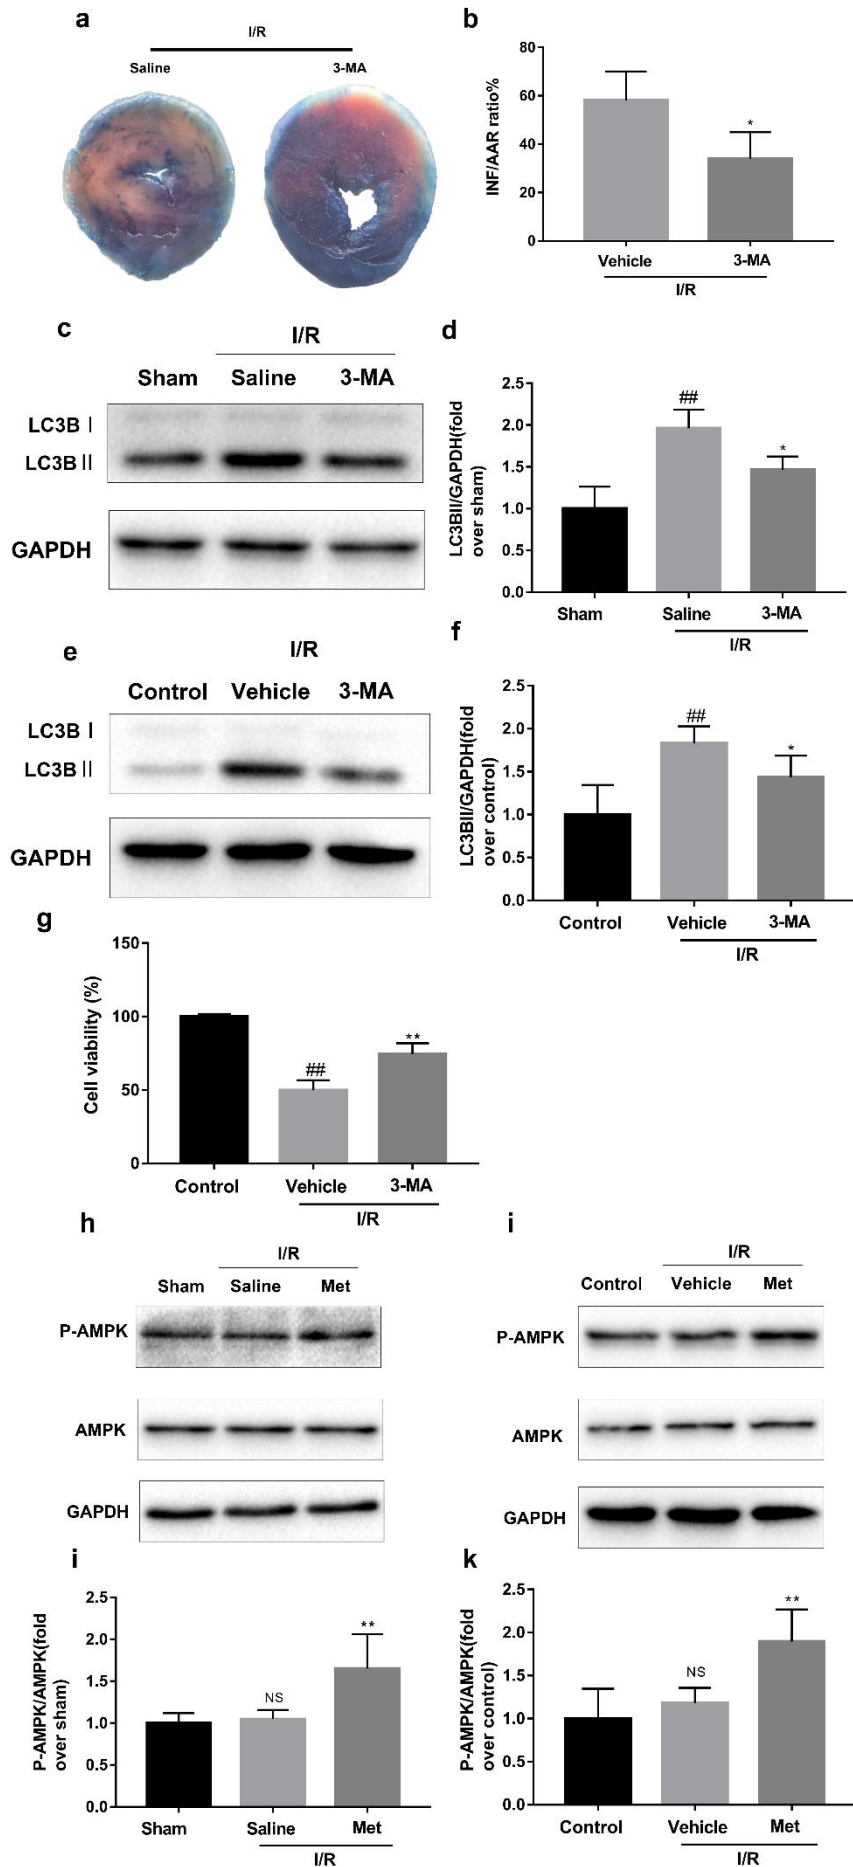 a
I/R
Saline 3-MA
b
INF/AAR ratio%
80
60
40
20
0
*
Vehicle 3-MA
I/R
c
I/R
Sham Saline 3-MA
LC3B I
LC3B II
GAPDH
d
LC3BII/GAPDH(fold
over sham)
2.5
2.0
1.5
1.0
0.5
0.0
##
*
Sham Saline 3-MA
I/R
e
I/R
Control Vehicle 3-MA
LC3B I
LC3B II
GAPDH
f
LC3BII/GAPDH(fold
over control)
2.5
2.0
1.5
1.0
0.5
0.0
##
*
Control Vehicle 3-MA
I/R
g
Cell viability (%)
150
100
50
0
##
**
Control Vehicle 3-MA
I/R
h
I/R
Sham Saline Met
P-AMPK
AMPK
GAPDH
i
I/R
Control Vehicle Met
P-AMPK
AMPK
GAPDH
i
P-AMPK/AMPK(fold
over sham)
2.5
2.0
1.5
1.0
0.5
0.0
NS
**
Sham Saline Met
I/R
k
P-AMPK/AMPK(fold
over control)
2.5
2.0
1.5
1.0
0.5
0.0
NS
**
Control Vehicle Met
I/R